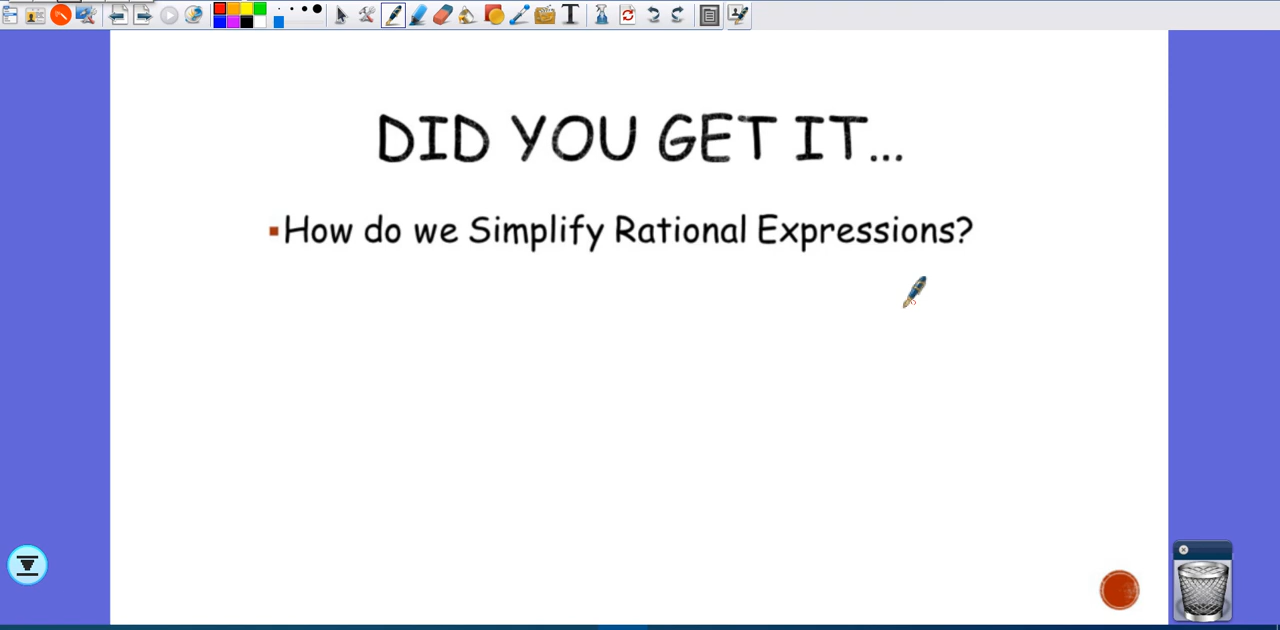 DID YOU GET IT...
▪How do we Simplify Rational Expressions?